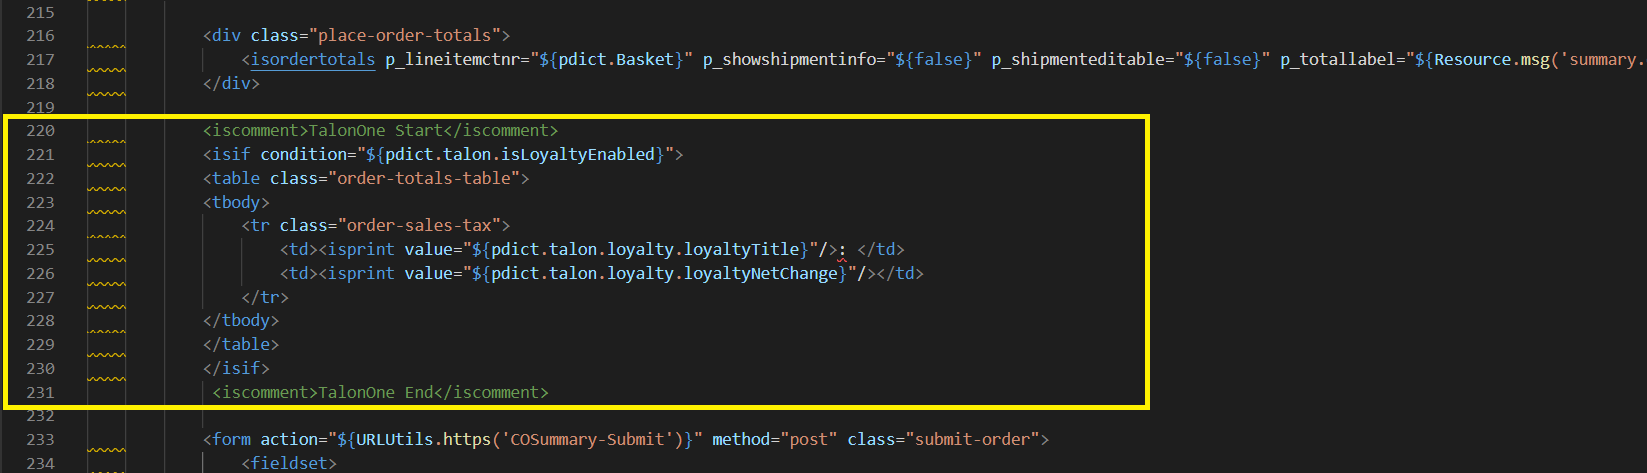 215
216 <div class="place-order-totals">
217 <isordertotals p_lineitemctnr="${pdict.Basket}" p_showshipmentinfo="${false}" p_shipmenteditable="${false}" p_totallabel="${Resource.msg('summary.
218 </div>
219
220 <iscomment>TalonOne Start</iscomment>
221 <isif condition="${pdict.talon.isLoyaltyEnabled}">
222 <table class="order-totals-table">
223 <tbody>
224 <tr class="order-sales-tax">
225 <td><isprint value="${pdict.talon.loyalty.loyaltyTitle}"/>: </td>
226 <td><isprint value="${pdict.talon.loyalty.loyaltyNetChange}"/></td>
227 </tr>
228 </tbody>
229 </table>
230 </isif>
231 <iscomment>TalonOne End</iscomment>
232
233 <form action="${URLUtils.https('COSummary-Submit')}" method="post" class="submit-order">
234 <fieldset>